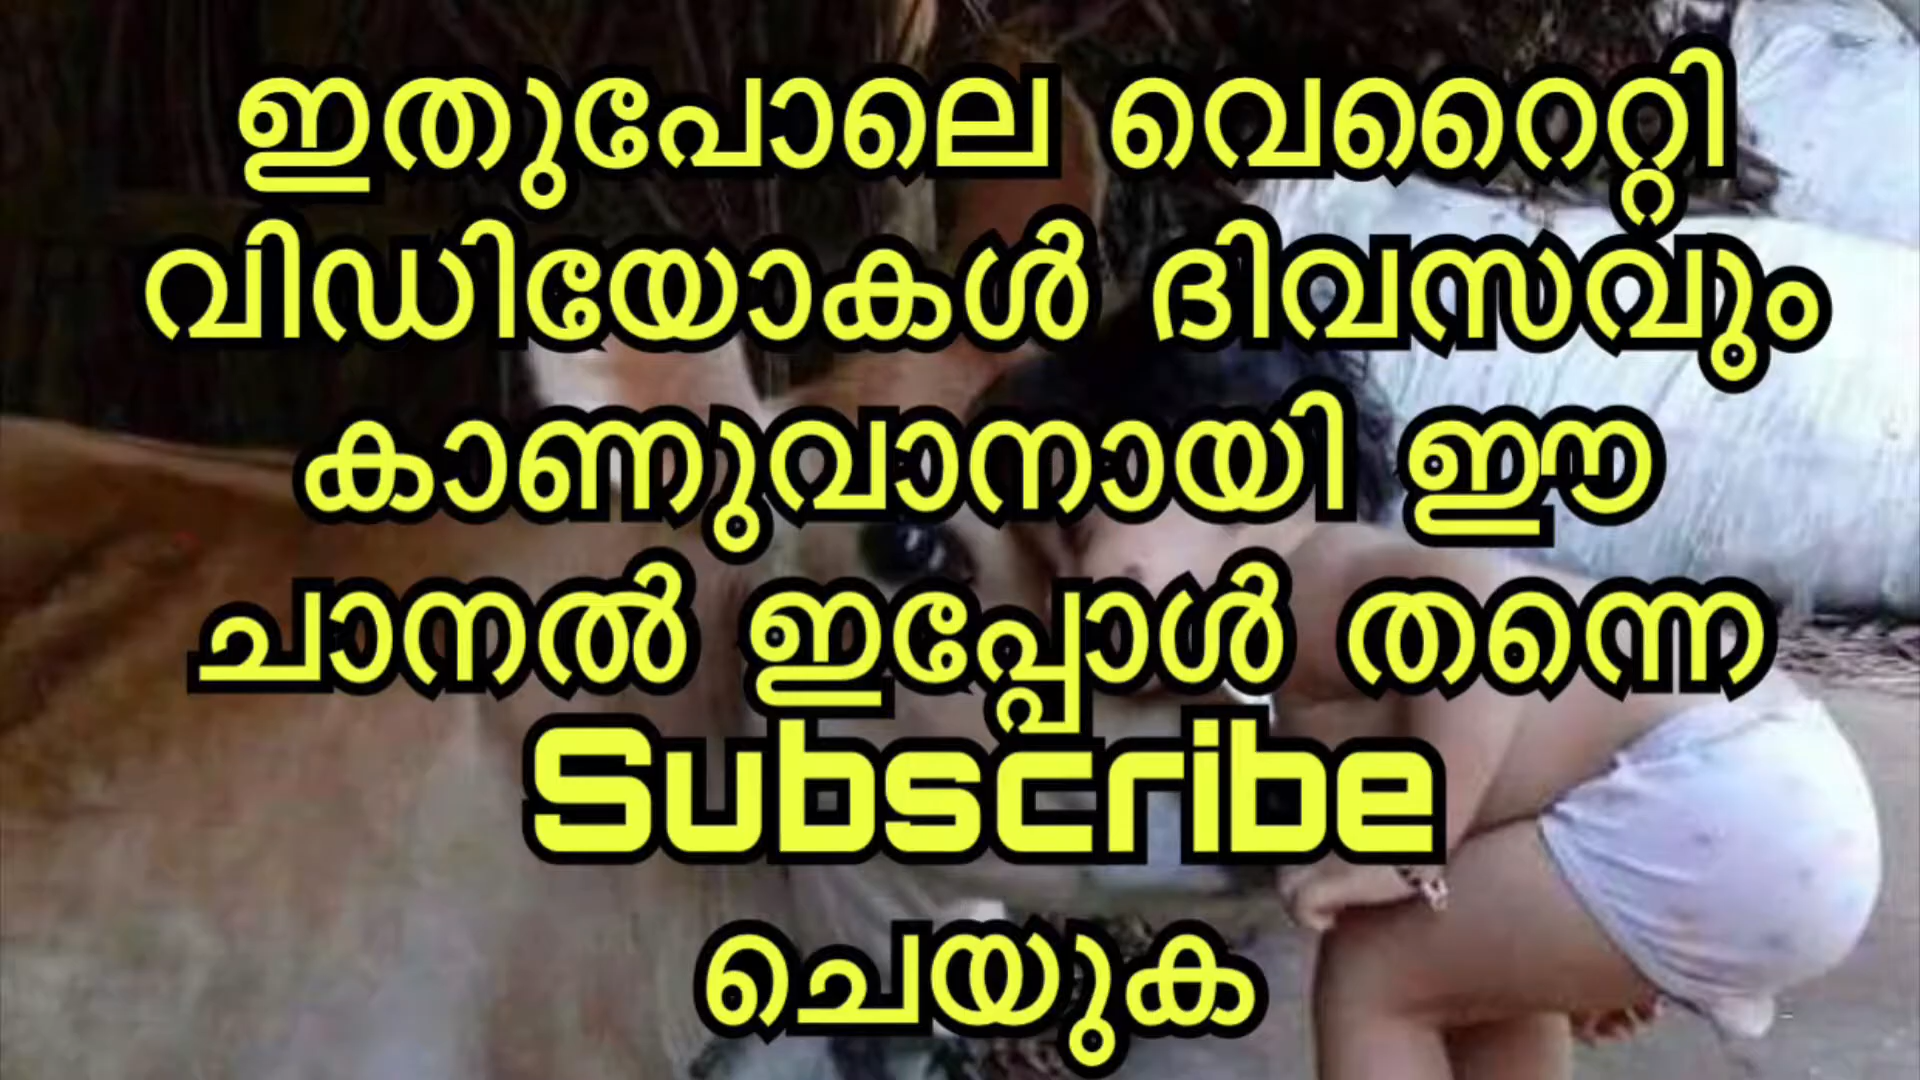 ഇതുപോലെ വെറൈറ്റി
വിഡിയോകൾ ദിവസവും
കാണുവാനായി ഈ
ചാനൽ ഇപ്പോൾ തന്നെ
Subscribe
ചെയുക